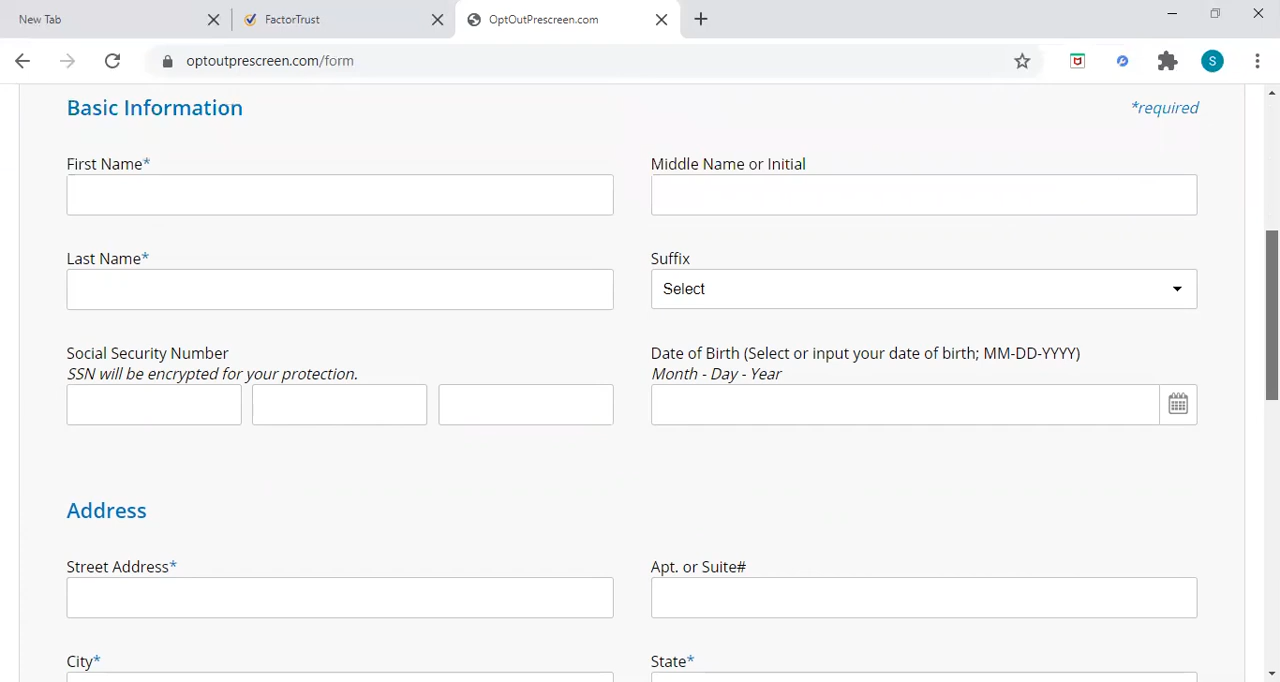 New Tab
FactorTrust
OptOutPrescreen.com
optoutprescreen.com/form
S
Basic Information
*required
First Name*
Middle Name or Initial
Last Name*
Suffix
Select
Social Security Number
SSN will be encrypted for your protection.
Date of Birth (Select or input your date of birth; MM-DD-YYYY)
Month - Day - Year
Address
Street Address*
Apt. or Suite#
City*
State*